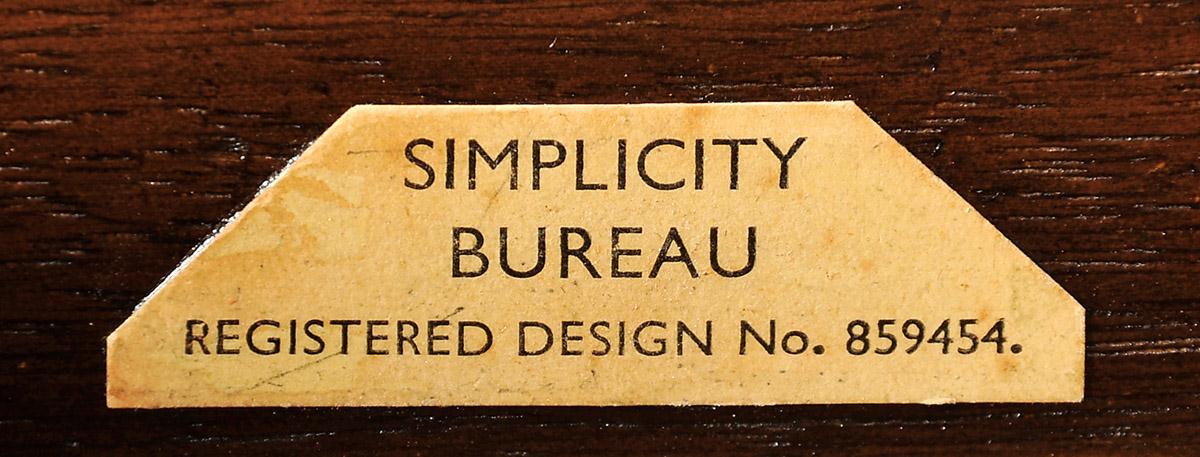 SIMPLICITY
BUREAU
REGISTERED DESIGN No. 859454.